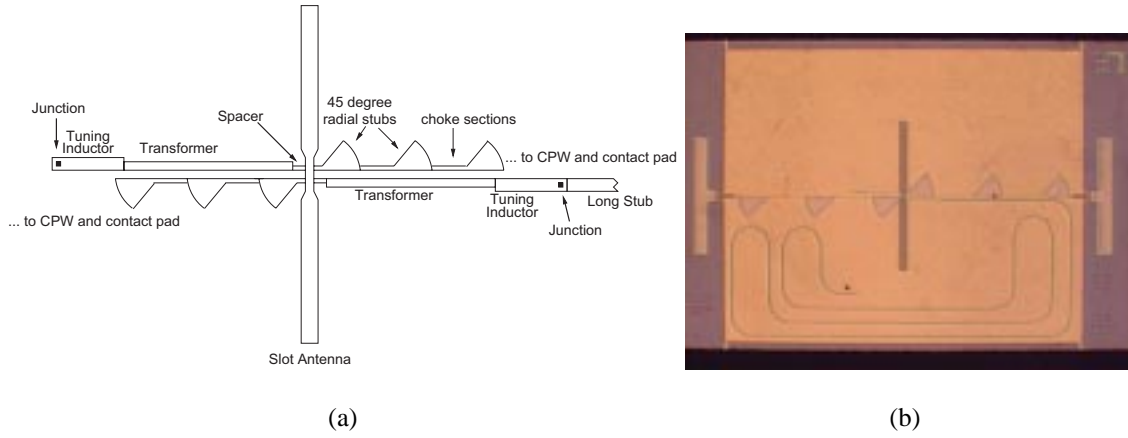 Junction
Tuning
Inductor
Transformer
Spacer
45 degree
radial stubs
choke sections
... to CPW and contact pad
Transformer
Tuning
Inductor
Long Stub
Junction
... to CPW and contact pad
Slot Antenna
(a)
(b)